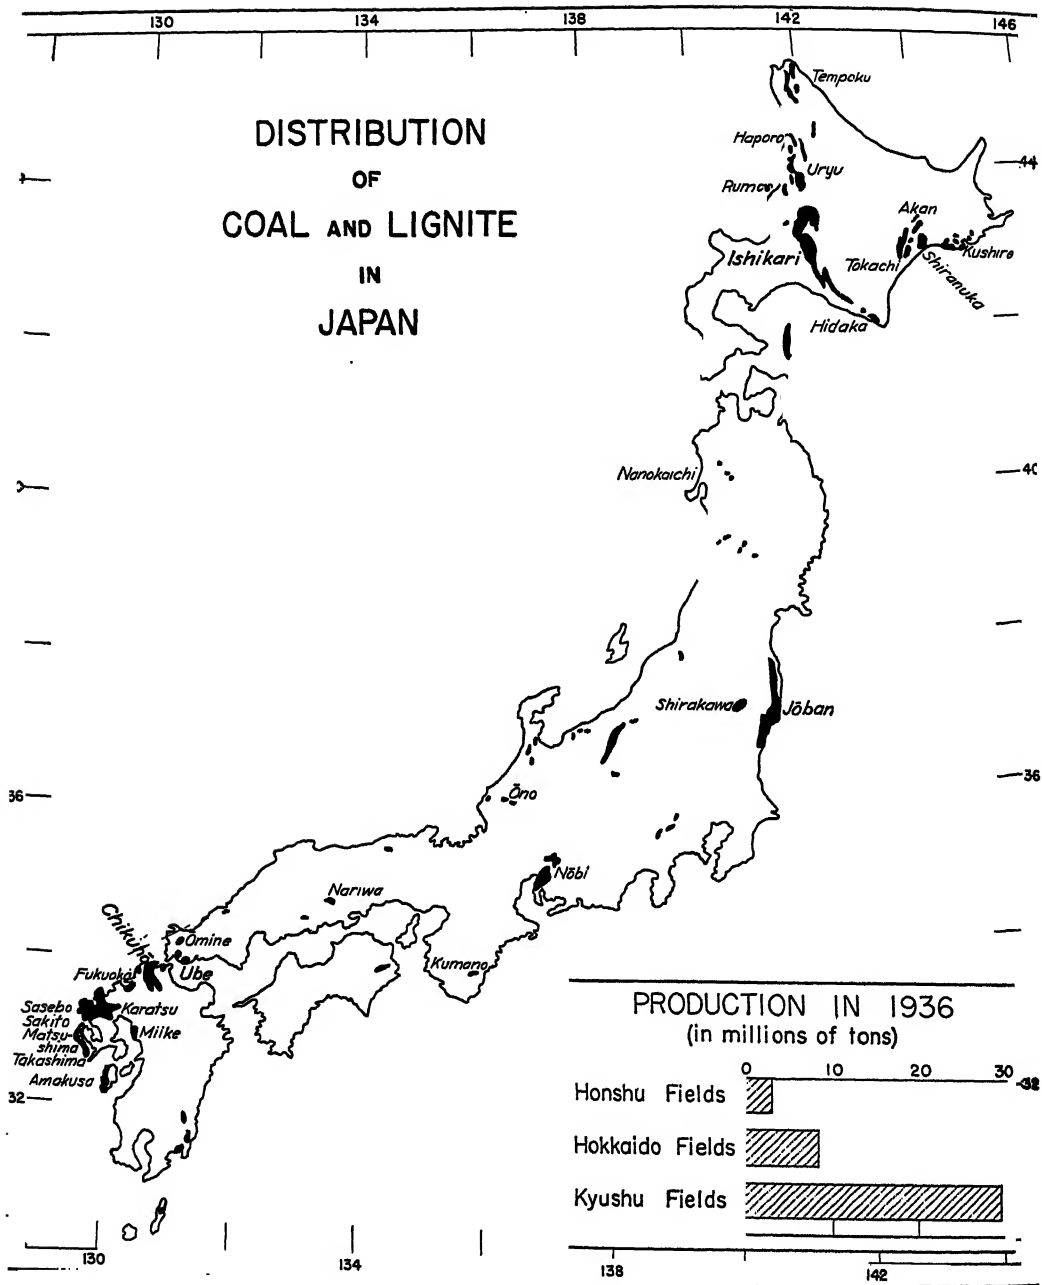 130 134 138 142 146
DISTRIBUTION
OF
COAL AND LIGNITE
IN
JAPAN
Tempoku
Haporo
44
Uryu
Akan
Kushiro
Ishikari
Tokachi
Shiranuka
Hidaka
Nanokaichi
40
Shirakawa
Jōban
36
36
Ōno
Nōbi
Nariwa
Omine
Ube
Kumano
Fukuoka
Sasebo
Karatsu
Sakito
Matsu-
shima
Miike
Takashima
Amakusa
32
PRODUCTION IN 1936
(in millions of tons)
0 10 20 30
32
Honshu Fields
Hokkaido Fields
Kyushu Fields
130 134 138 142